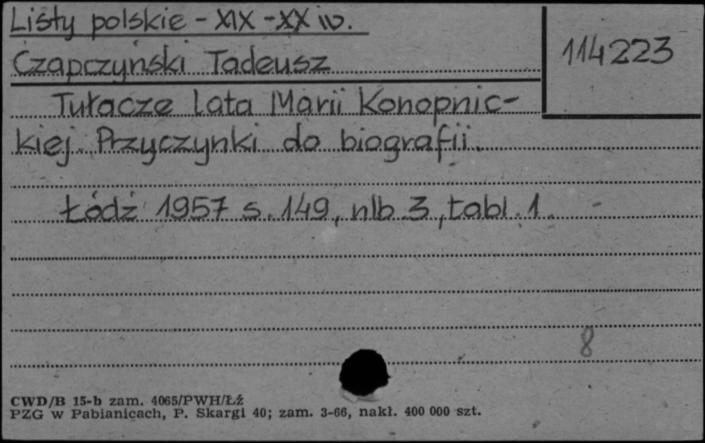 Listy polskie - XIX - XX w.
114223
Czapczyński Tadeusz
Tułacze lata Marii Konopnic-
kiej. Przyczynki do biografii.
Łódź 1957 s. 149, nlb 3, tabl. 1.
8
CWD/B 15-b zam. 4065/PWH/Łź
PZG w Pabianicach, P. Skargi 40; zam. 3-66, nakł. 400 000 szt.